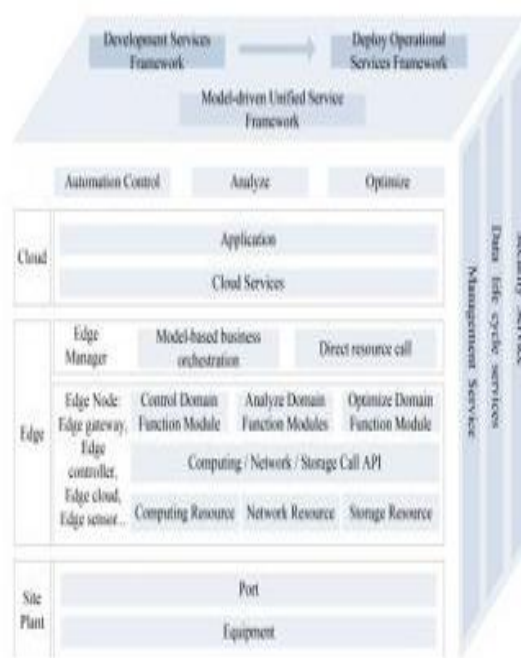 Development Services
Framework
Deploy Operational
Services Framework
Model-driven Unified Service
Framework
Automation Control
Analyze
Optimize
Cloud
Application
Cloud Services
Edge
Edge
Manager
Model-based business
orchestration
Direct resource call
Edge Node:
Edge gateway,
Edge
controller,
Edge cloud,
Edge sensor...
Control Domain
Function Module
Analyze Domain
Function Modules
Optimize Domain
Function Module
Computing / Network / Storage Call API
Computing Resource
Network Resource
Storage Resource
Site
Plant
Port
Equipment
Management Service
Data life cycle services